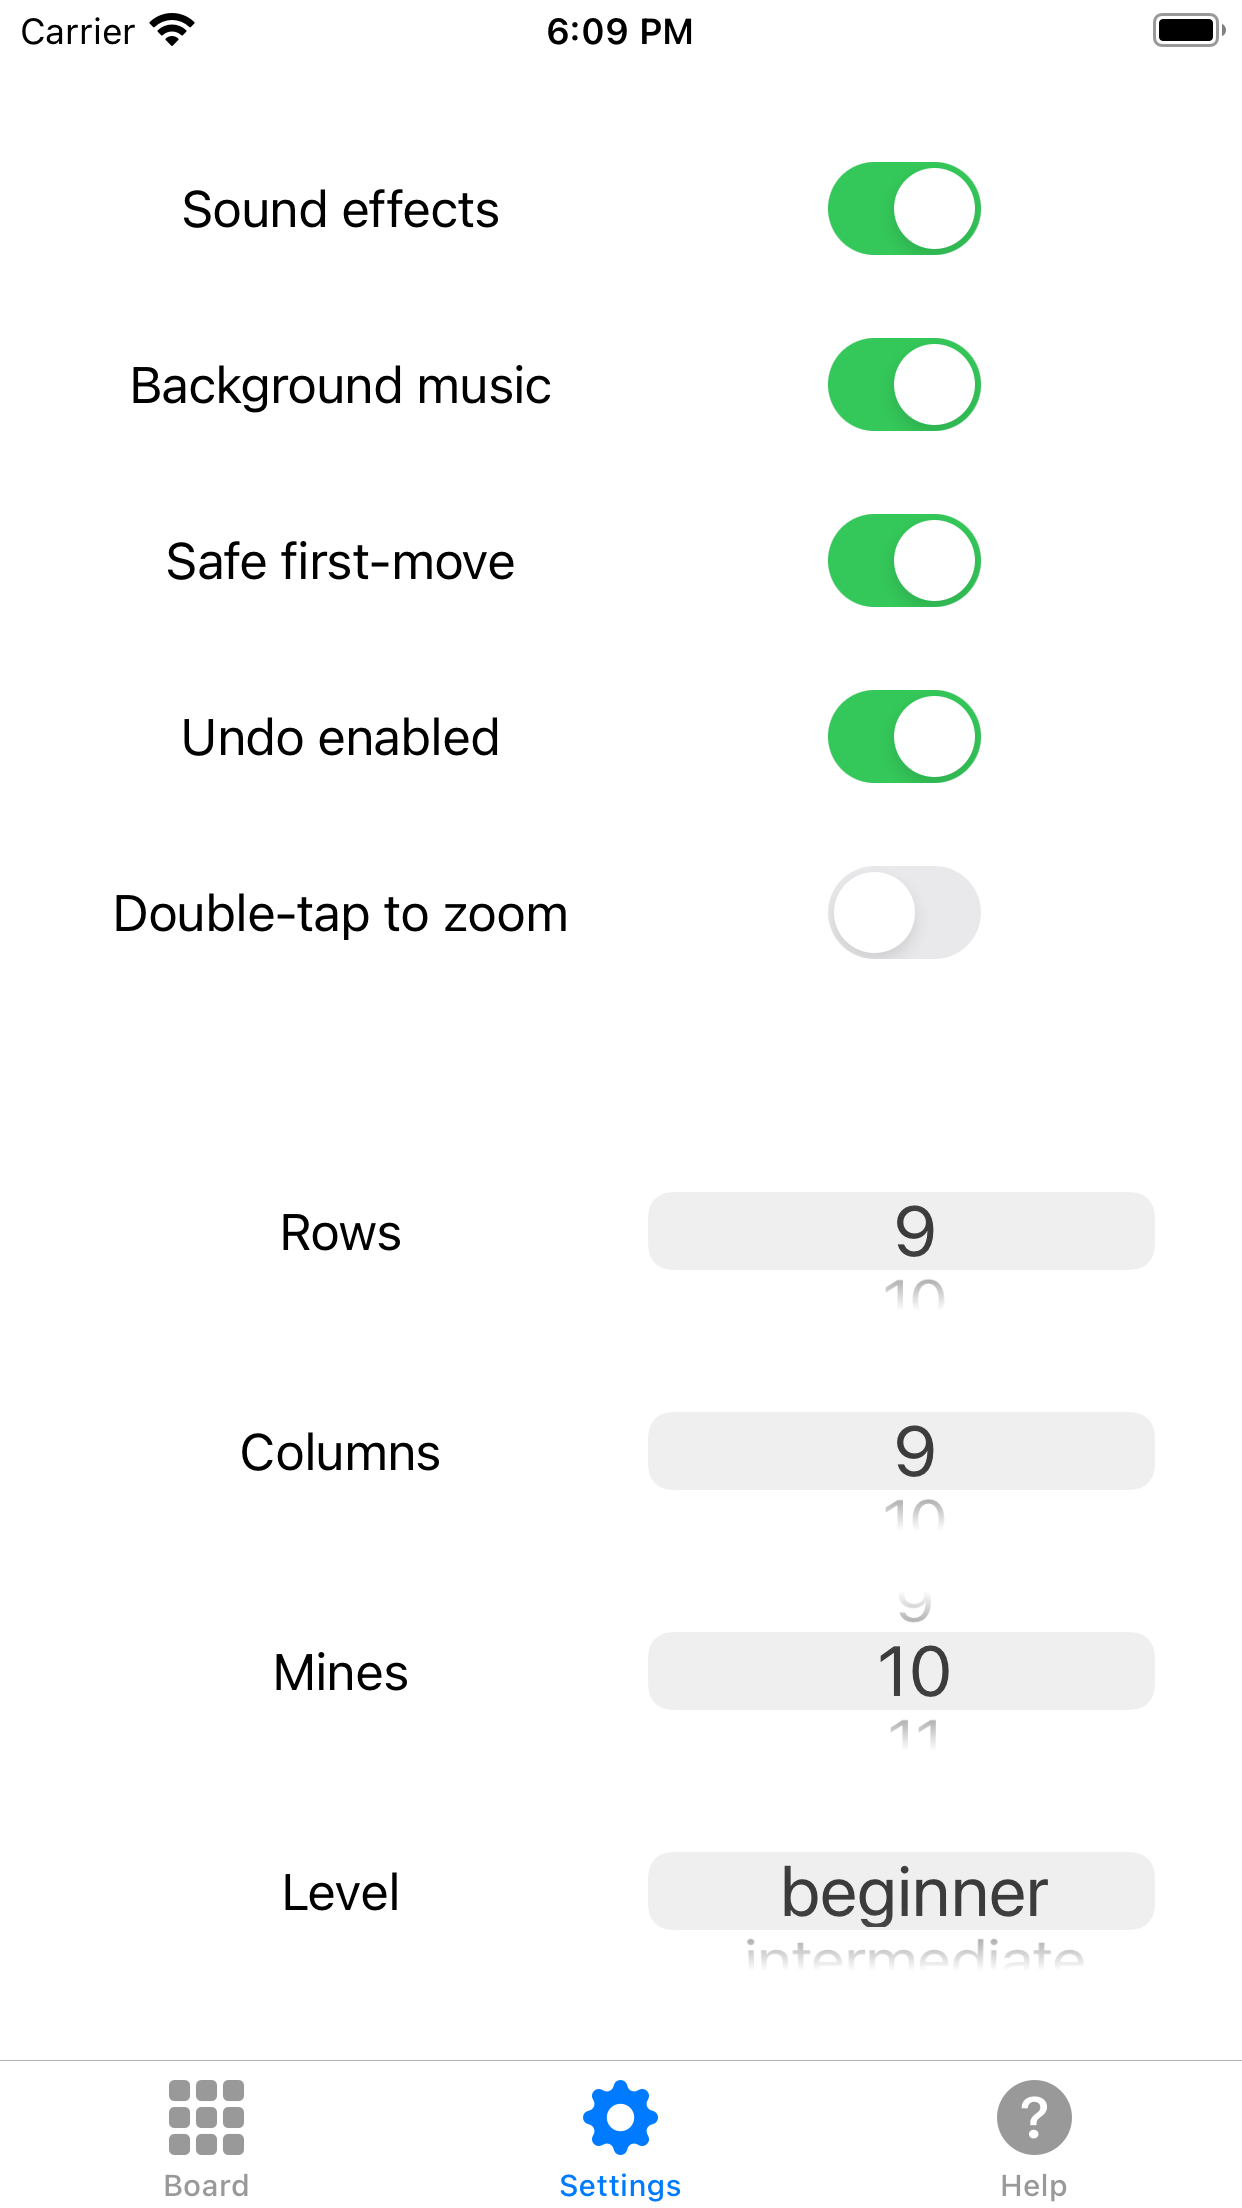 Carrier 6:09 PM
Sound effects
Background music
Safe first-move
Undo enabled
Double-tap to zoom
Rows 9
10
Columns 9
10
9
Mines 10
11
Level beginner
intermediate
Board Settings Help